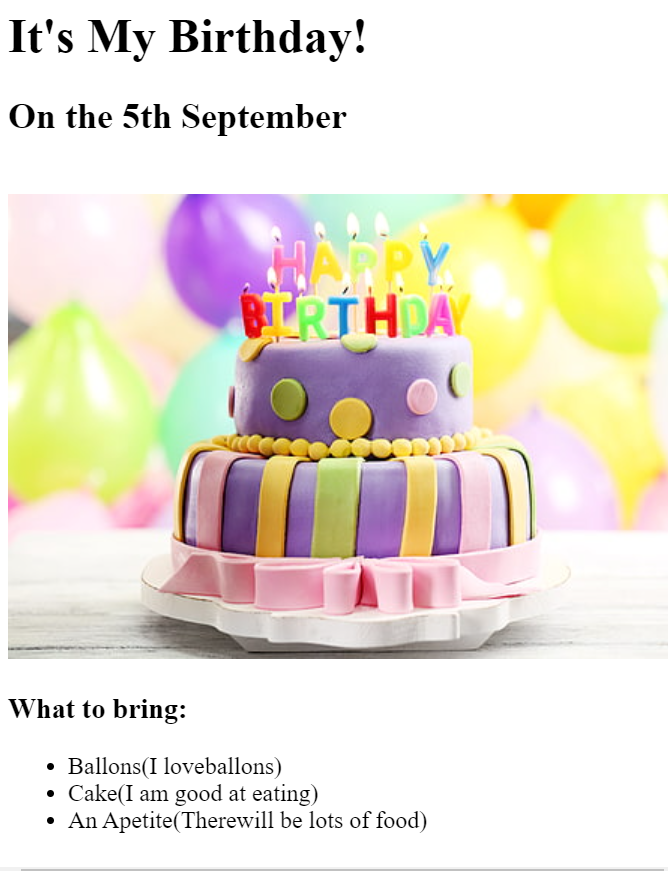 It's My Birthday!
On the 5th September
HAPPY
BIRTHDAY
What to bring:
Ballons(I loveballons)
Cake(I am good at eating)
An Apetite(Therewill be lots of food)